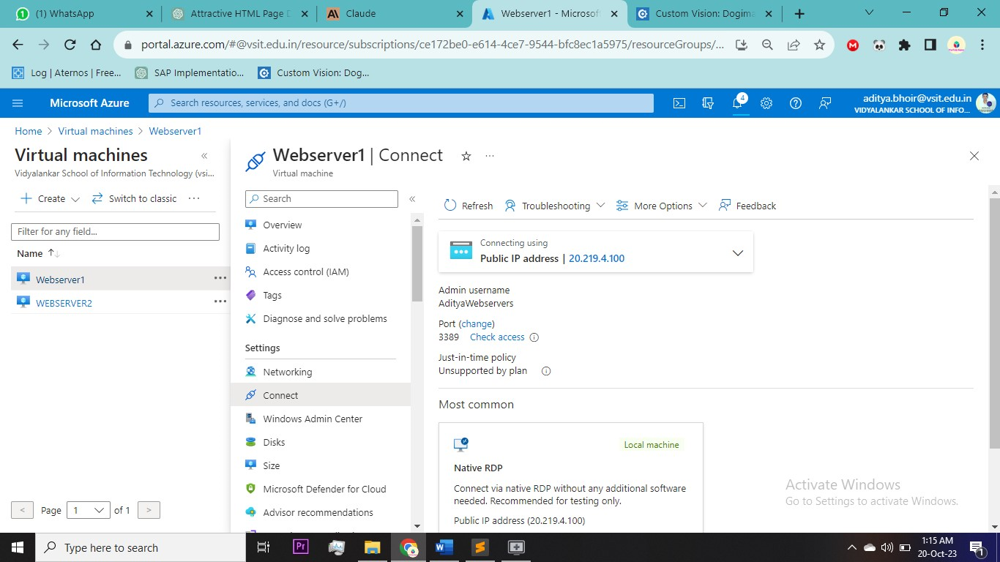 (1) WhatsApp
Attractive HTML Page D
Claude
Webserver1 - Microsoft
Custom Vision: Dogima
portal.azure.com/#@vsit.edu.in/resource/subscriptions/ce172be0-e614-4ce7-9544-bfc8ec1a5975/resourceGroups/...
Log | Aternos | Free...
SAP Implementatio...
Custom Vision: Dog...
Microsoft Azure
Search resources, services, and docs (G+/)
4
aditya.bhoir@vsit.edu.in
VIDYALANKAR SCHOOL OF INFO...
Home > Virtual machines > Webserver1
Virtual machines
Vidyalankar School of Information Technology (vsi...
Create
Switch to classic
Filter for any field...
Name
Webserver1
WEBSERVER2
< Page 1 of 1 >
Webserver1 | Connect
Virtual machine
Search
Overview
Activity log
Access control (IAM)
Tags
Diagnose and solve problems
Settings
Networking
Connect
Windows Admin Center
Disks
Size
Microsoft Defender for Cloud
Advisor recommendations
Refresh
Troubleshooting
More Options
Feedback
Connecting using
Public IP address | 20.219.4.100
Admin username
AdityaWebservers
Port (change)
3389 Check access
Just-in-time policy
Unsupported by plan
Most common
Local machine
Native RDP
Connect via native RDP without any additional software
needed. Recommended for testing only.
Public IP address (20.219.4.100)
Activate Windows
Go to Settings to activate Windows.
Type here to search
Pr
1:15 AM
20-Oct-23
1